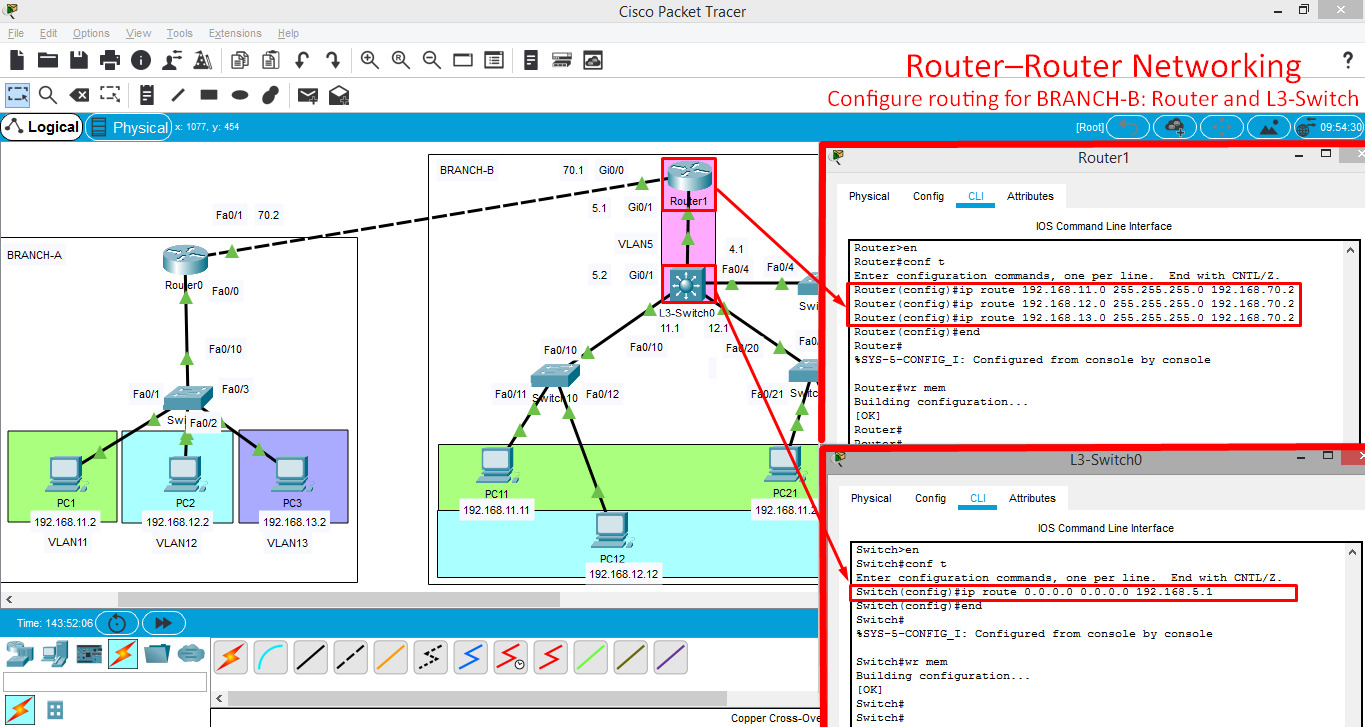 Cisco Packet Tracer
File Edit Options View Tools Extensions Help
Router–Router Networking
Configure routing for BRANCH-B: Router and L3-Switch
Logical
Physical
x: 1077, y: 454
[Root]
09:54:30
BRANCH-B
70.1 Gi0/0
Router1
5.1 Gi0/1
VLAN5
5.2 Gi0/1
4.1
Fa0/4
Fa0/4
L3-Switch0
11.1 12.1
Fa0/10
Fa0/10
Fa0/20
Fa0/11
Switch10
Fa0/12
Fa0/21
PC11
192.168.11.11
PC21
192.168.11.2
PC12
192.168.12.12
Fa0/1 70.2
BRANCH-A
Router0
Fa0/0
Fa0/10
Fa0/1
Fa0/3
Fa0/2
PC1
192.168.11.2
VLAN11
PC2
192.168.12.2
VLAN12
PC3
192.168.13.2
VLAN13
Time: 143:52:06
Copper Cross-Ove
Router1
Physical Config CLI Attributes
IOS Command Line Interface
Router>en
Router#conf t
Enter configuration commands, one per line. End with CNTL/Z.
Router(config)#ip route 192.168.11.0 255.255.255.0 192.168.70.2
Router(config)#ip route 192.168.12.0 255.255.255.0 192.168.70.2
Router(config)#ip route 192.168.13.0 255.255.255.0 192.168.70.2
Router(config)#end
Router#
%SYS-5-CONFIG_I: Configured from console by console
Router#wr mem
Building configuration...
[OK]
Router#
Router#
L3-Switch0
Physical Config CLI Attributes
IOS Command Line Interface
Switch>en
Switch#conf t
Enter configuration commands, one per line. End with CNTL/Z.
Switch(config)#ip route 0.0.0.0 0.0.0.0 192.168.5.1
Switch(config)#end
Switch#
%SYS-5-CONFIG_I: Configured from console by console
Switch#wr mem
Building configuration...
[OK]
Switch#
Switch#